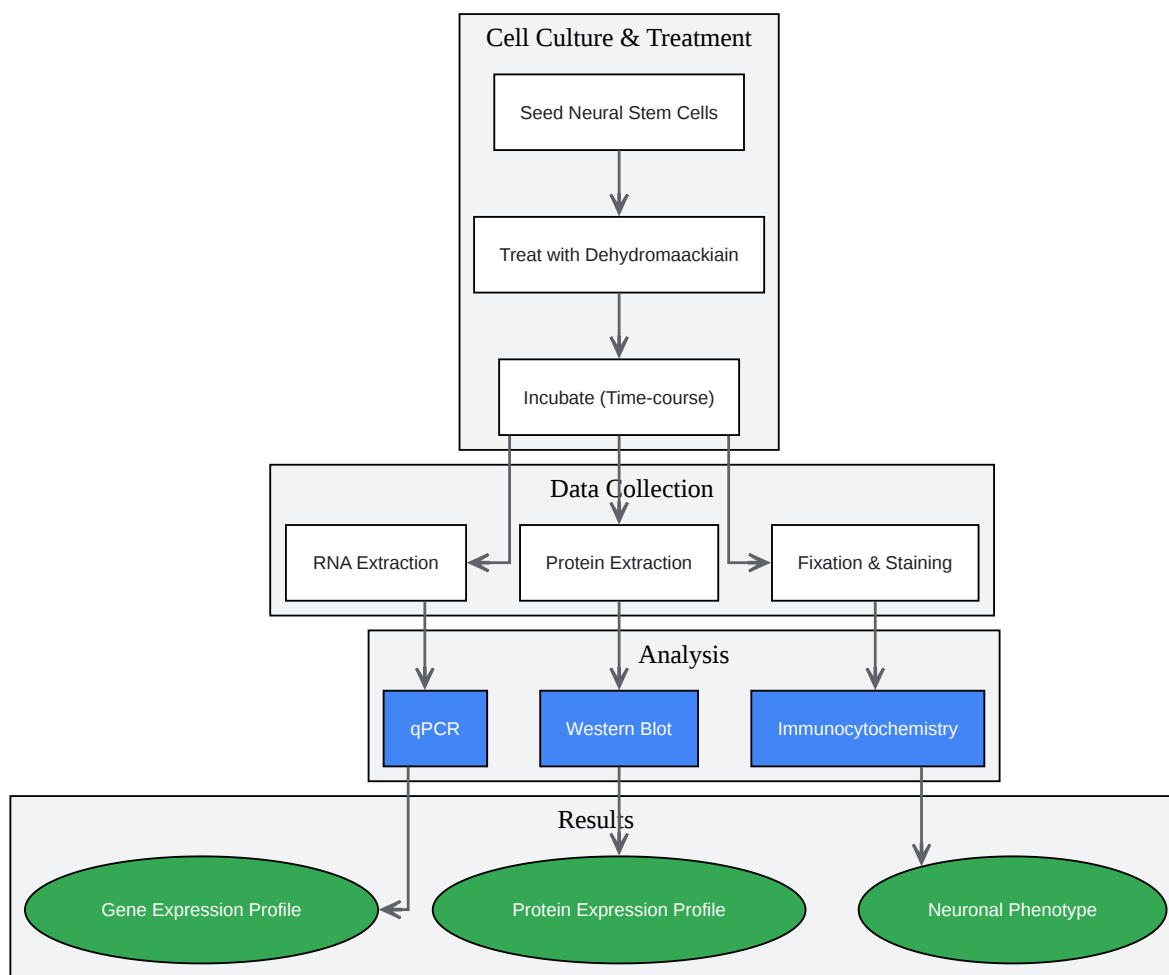 Cell Culture & Treatment
Seed Neural Stem Cells
Treat with Dehydromaackiain
Incubate (Time-course)
Data Collection
RNA Extraction
Protein Extraction
Fixation & Staining
Analysis
qPCR
Western Blot
Immunocytochemistry
Results
Gene Expression Profile
Protein Expression Profile
Neuronal Phenotype